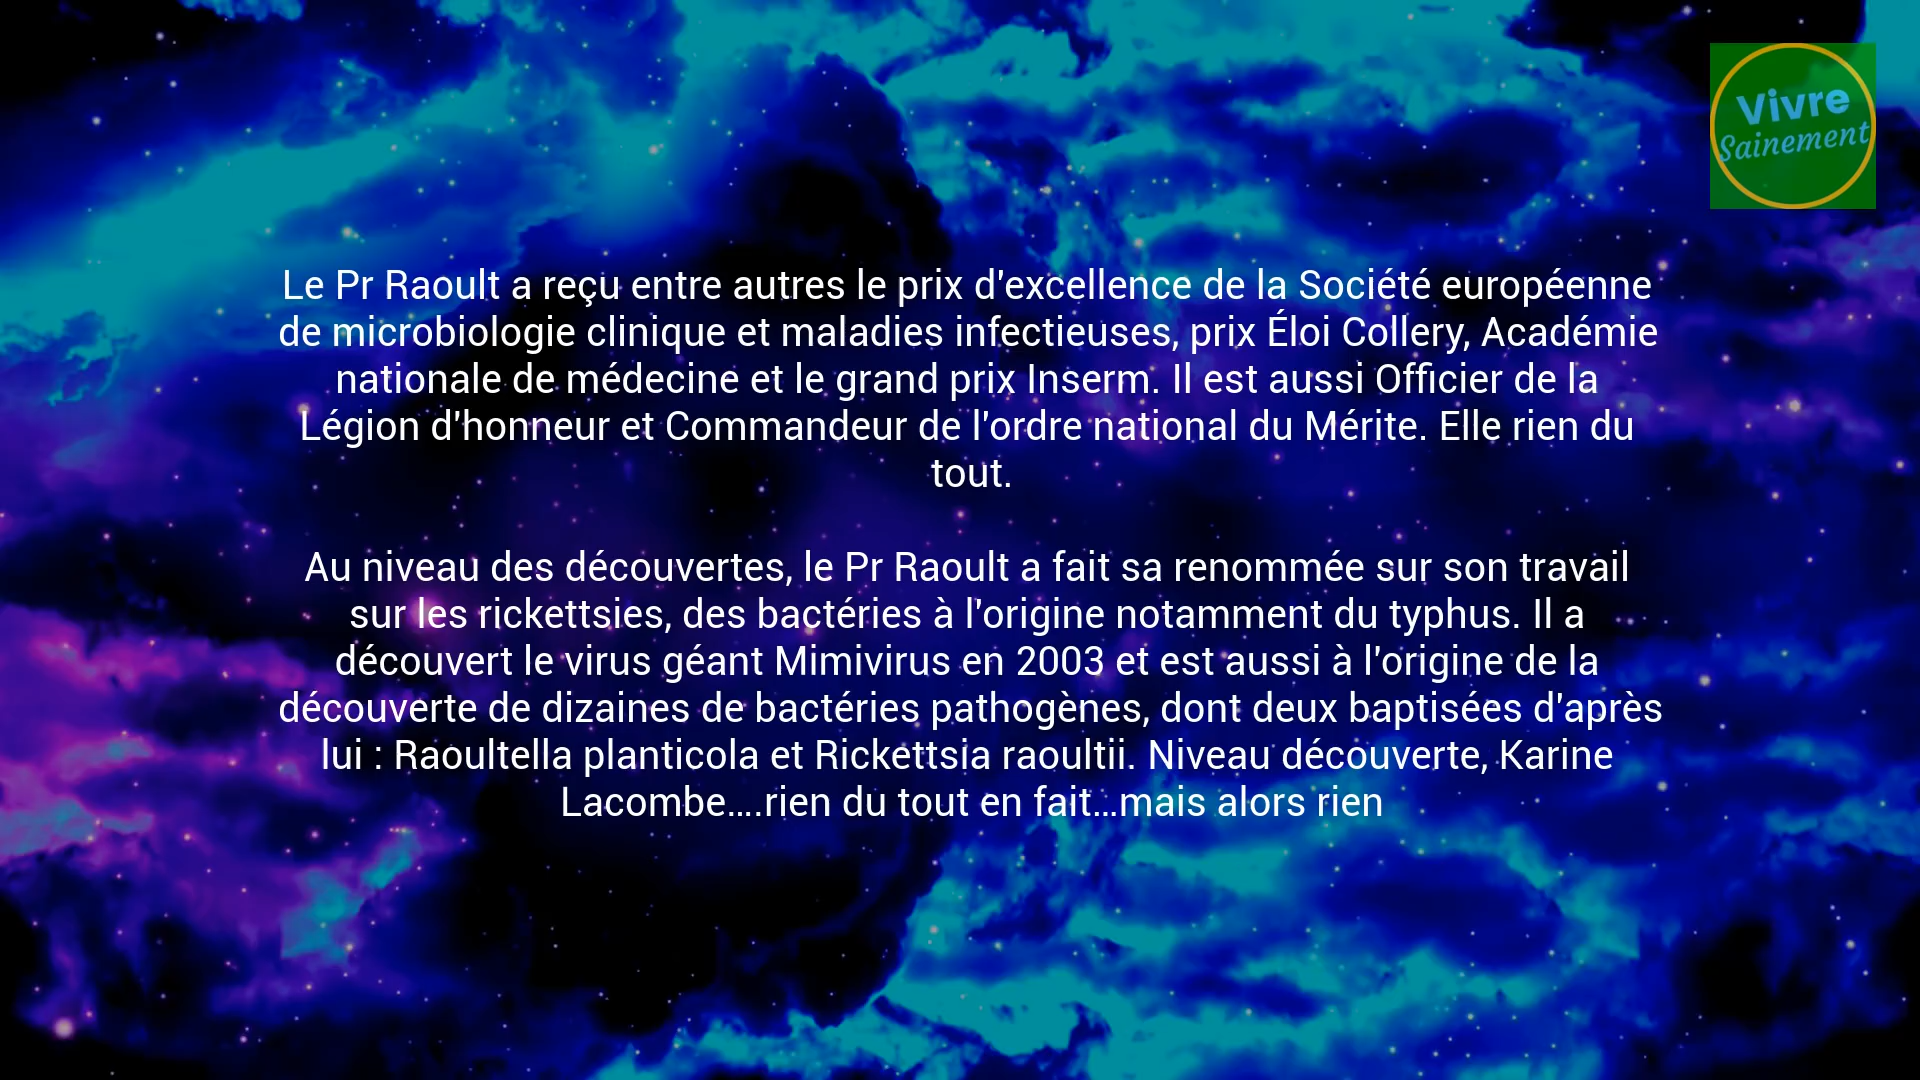 Vivre
Sainement
Le Pr Raoult a reçu entre autres le prix d'excellence de la Société européenne
de microbiologie clinique et maladies infectieuses, prix Éloi Collery, Académie
nationale de médecine et le grand prix Inserm. Il est aussi Officier de la
Légion d'honneur et Commandeur de l'ordre national du Mérite. Elle rien du
tout.
Au niveau des découvertes, le Pr Raoult a fait sa renommée sur son travail
sur les rickettsies, des bactéries à l'origine notamment du typhus. Il a
découvert le virus géant Mimivirus en 2003 et est aussi à l'origine de la
découverte de dizaines de bactéries pathogènes, dont deux baptisées d'après
lui : Raoultella planticola et Rickettsia raoultii. Niveau découverte, Karine
Lacombe….rien du tout en fait…mais alors rien